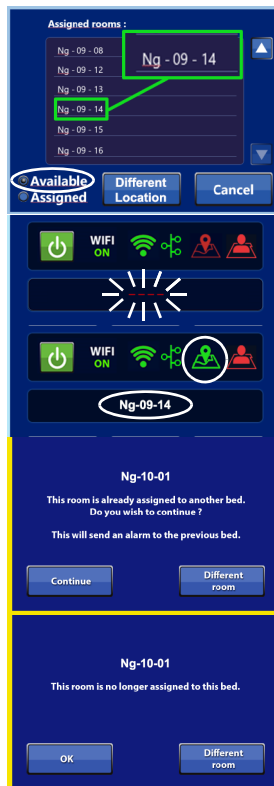 Assigned rooms :
Ng - 09 - 08
Ng - 09 - 12
Ng - 09 - 13
Ng - 09 - 14
Ng - 09 - 15
Ng - 09 - 16
Ng - 09 - 14
Available
Assigned
Different
Location
Cancel
WIFI
ON
----
WIFI
ON
Ng-09-14
Ng-10-01
This room is already assigned to another bed.
Do you wish to continue ?
This will send an alarm to the previous bed.
Continue
Different
room
Ng-10-01
This room is no longer assigned to this bed.
OK
Different
room